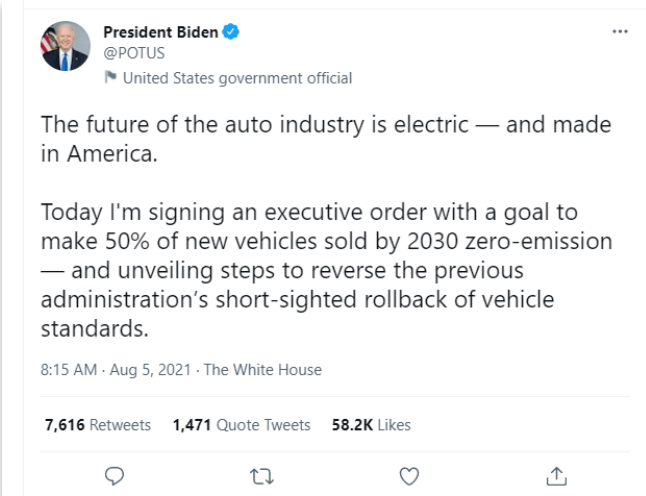 President Biden
@POTUS
United States government official
The future of the auto industry is electric — and made
in America.
Today I'm signing an executive order with a goal to
make 50% of new vehicles sold by 2030 zero-emission
— and unveiling steps to reverse the previous
administration’s short-sighted rollback of vehicle
standards.
8:15 AM · Aug 5, 2021 · The White House
7,616 Retweets 1,471 Quote Tweets 58.2K Likes